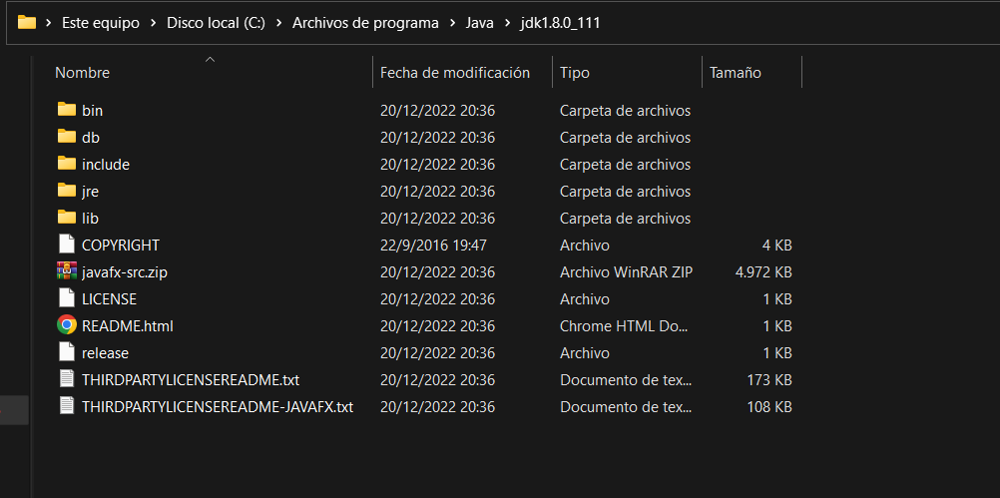 Este equipo > Disco local (C:) > Archivos de programa > Java > jdk1.8.0_111
Nombre Fecha de modificación Tipo Tamaño
bin 20/12/2022 20:36 Carpeta de archivos
db 20/12/2022 20:36 Carpeta de archivos
include 20/12/2022 20:36 Carpeta de archivos
jre 20/12/2022 20:36 Carpeta de archivos
lib 20/12/2022 20:36 Carpeta de archivos
COPYRIGHT 22/9/2016 19:47 Archivo 4 KB
javafx-src.zip 20/12/2022 20:36 Archivo WinRAR ZIP 4.972 KB
LICENSE 20/12/2022 20:36 Archivo 1 KB
README.html 20/12/2022 20:36 Chrome HTML Do... 1 KB
release 20/12/2022 20:36 Archivo 1 KB
THIRDPARTYLICENSEREADME.txt 20/12/2022 20:36 Documento de tex... 173 KB
THIRDPARTYLICENSEREADME-JAVAFX.txt 20/12/2022 20:36 Documento de tex... 108 KB